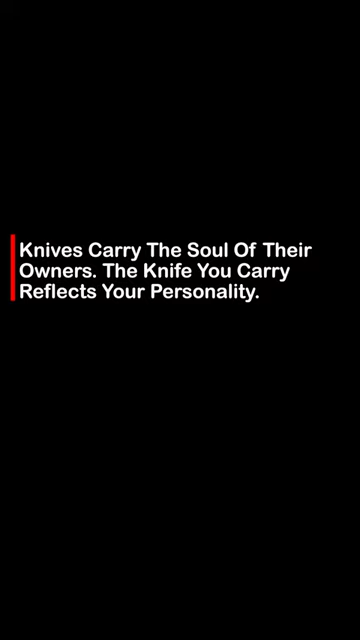 Knives Carry The Soul Of Their
Owners. The Knife You Carry
Reflects Your Personality.